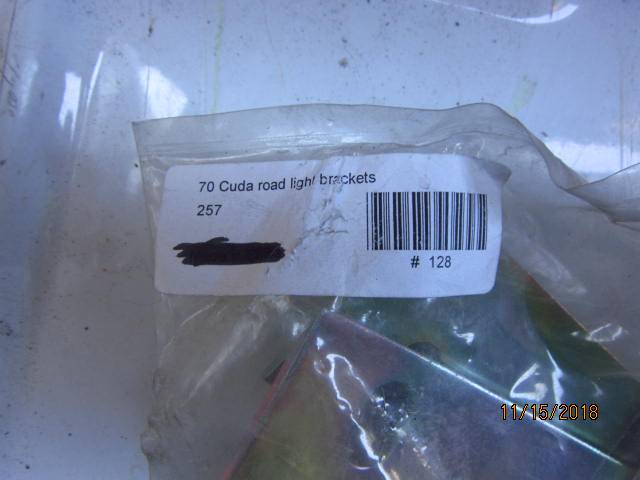 70 Cuda road light brackets
257
# 128
11/15/2018